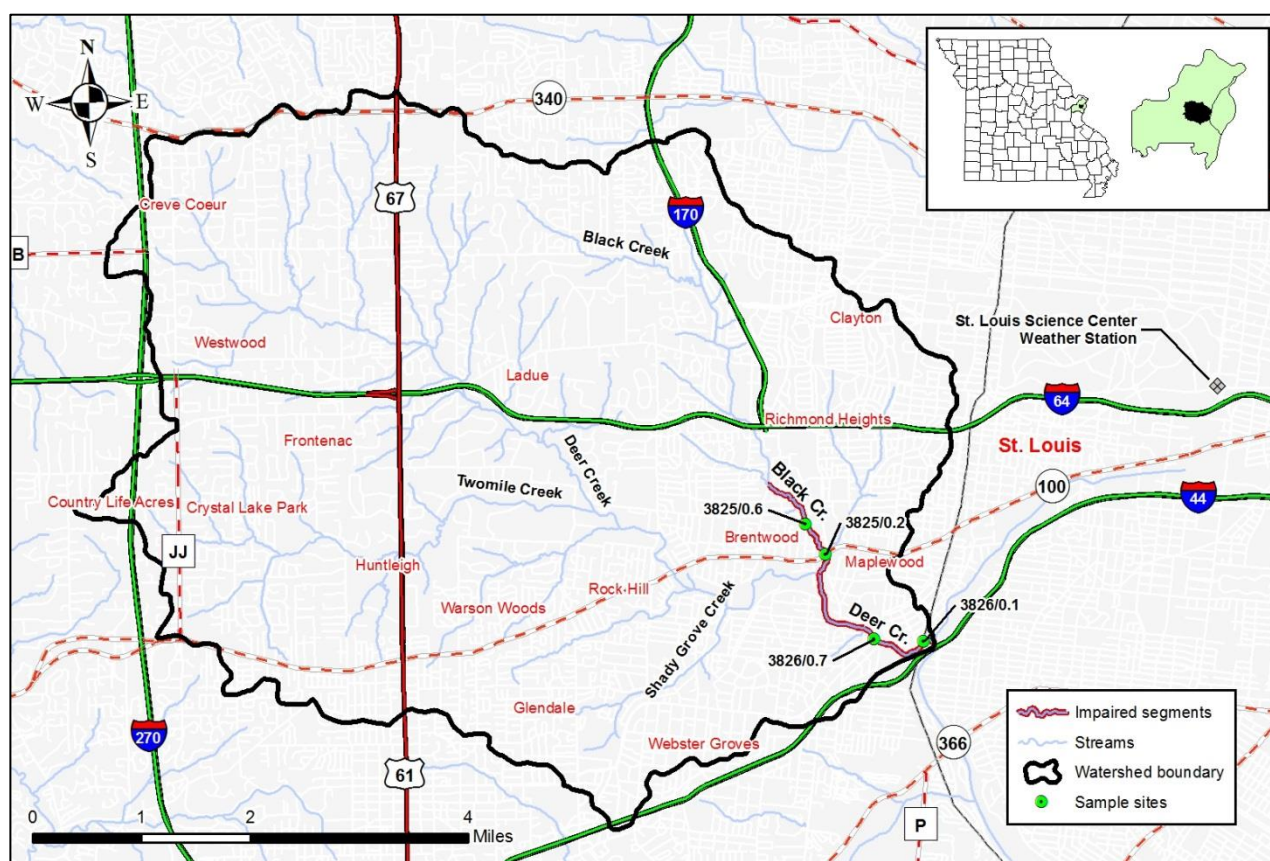 N
W
E
S
340
67
Creve Coeur
170
B
Black Creek
Clayton
St. Louis Science Center
Weather Station
Westwood
Ladue
64
Richmond Heights
Frontenac
St. Louis
Deer Creek
Black Cr.
100
44
Twomile Creek
Country Life Acres
Crystal Lake Park
3825/0.6
3825/0.2
Brentwood
JJ
Huntleigh
Maplewood
Rock-Hill
Warson Woods
3826/0.1
Deer Cr.
Shady Grove Creek
3826/0.7
Glendale
Webster Groves
270
61
366
P
Impaired segments
Streams
Watershed boundary
Sample sites
0
1
2
4
Miles